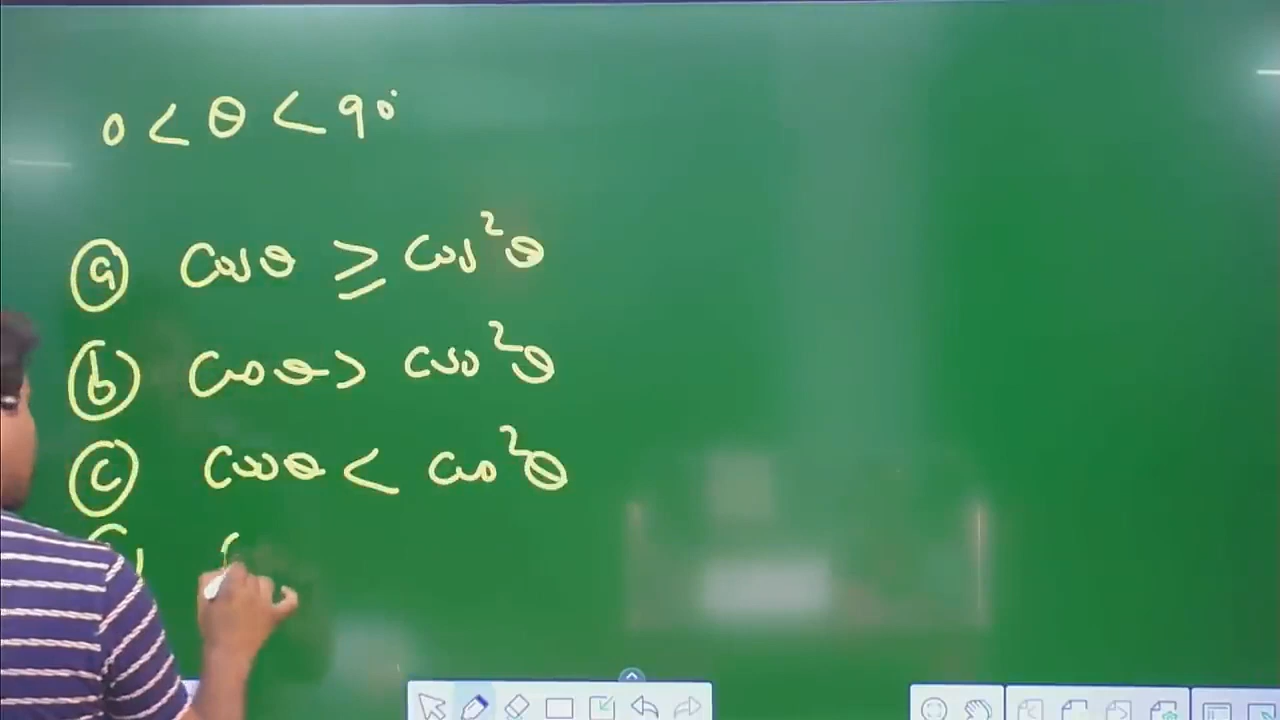 0 < θ < 90°
(a) cosθ ≥ cos²θ
(b) cosθ > cos²θ
(c) cosθ < cos²θ